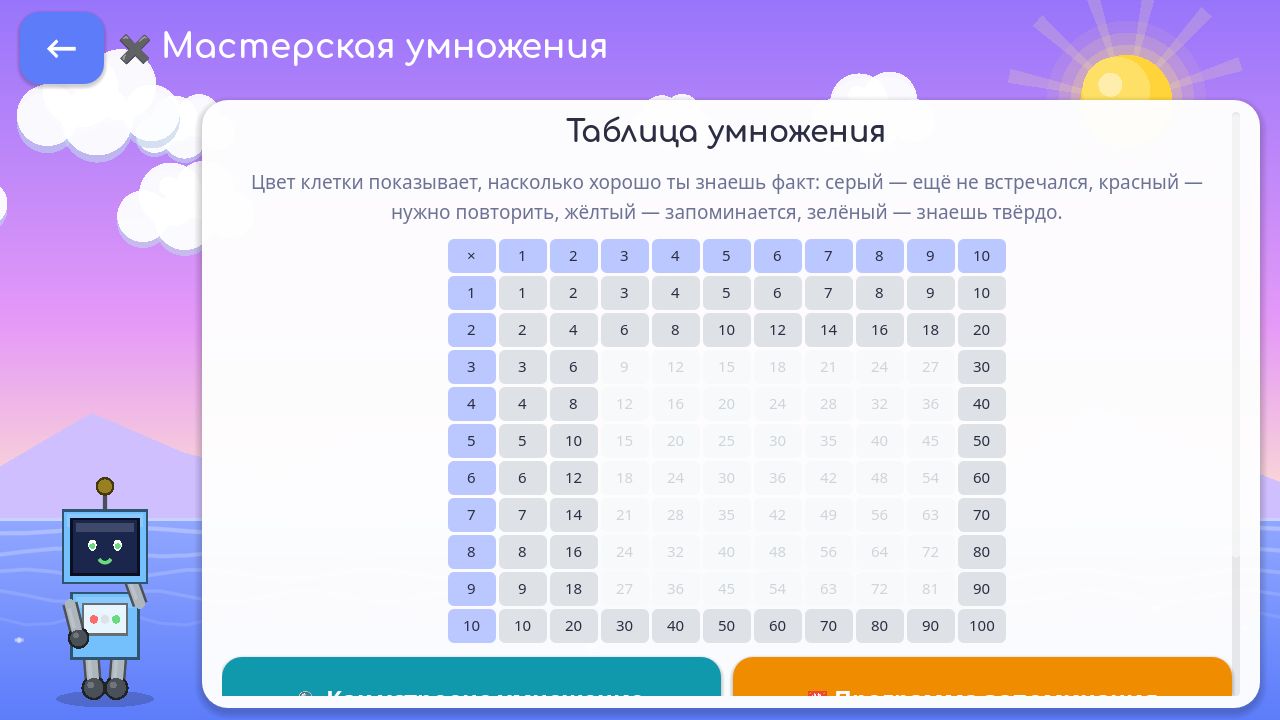 ←
Мастерская умножения
Таблица умножения
Цвет клетки показывает, насколько хорошо ты знаешь факт: серый — ещё не встречался, красный —
нужно повторить, жёлтый — запоминается, зелёный — знаешь твёрдо.
× 1 2 3 4 5 6 7 8 9 10
1 1 2 3 4 5 6 7 8 9 10
2 2 4 6 8 10 12 14 16 18 20
3 3 6 9 12 15 18 21 24 27 30
4 4 8 12 16 20 24 28 32 36 40
5 5 10 15 20 25 30 35 40 45 50
6 6 12 18 24 30 36 42 48 54 60
7 7 14 21 28 35 42 49 56 63 70
8 8 16 24 32 40 48 56 64 72 80
9 9 18 27 36 45 54 63 72 81 90
10 10 20 30 40 50 60 70 80 90 100